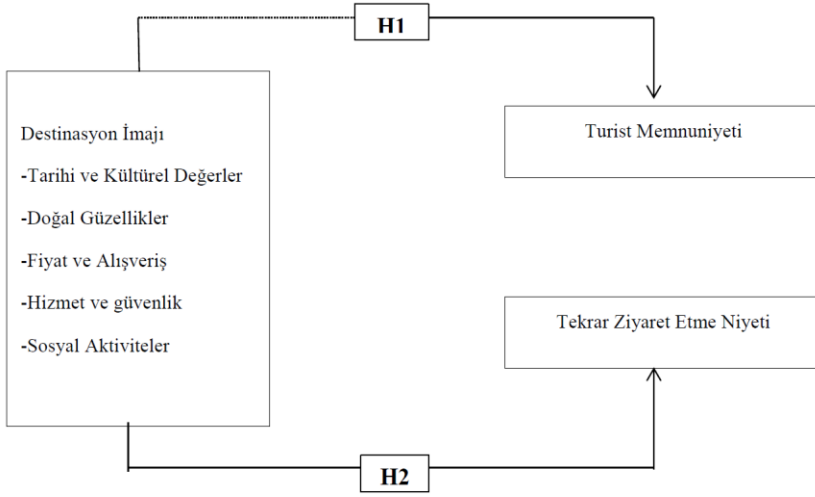 H1
Destinasyon İmajı
-Tarihi ve Kültürel Değerler
-Doğal Güzellikler
-Fiyat ve Alışveriş
-Hizmet ve güvenlik
-Sosyal Aktiviteler
Turist Memnuniyeti
Tekrar Ziyaret Etme Niyeti
H2